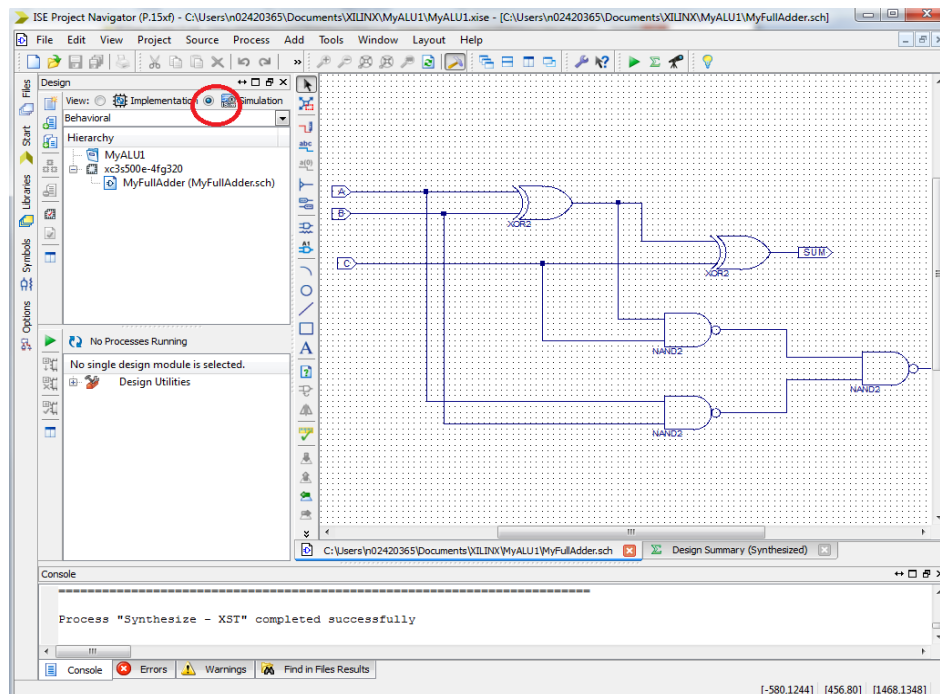 ISE Project Navigator (P.15xf) - C:\Users\n02420365\Documents\XILINX\MyALU1\MyALU1.xise - [C:\Users\n02420365\Documents\XILINX\MyALU1\MyFullAdder.sch]
File Edit View Project Source Process Add Tools Window Layout Help
Design
View: Implementation Simulation
Behavioral
Hierarchy
MyALU1
xc3s500e-4fg320
MyFullAdder (MyFullAdder.sch)
Files
Start
Libraries
Symbols
Options
No Processes Running
No single design module is selected.
Design Utilities
abc
A
A
B
XOR2
C
XOR2
SUM
NAND2
NAND2
NAND2
C:\Users\n02420365\Documents\XILINX\MyALU1\MyFullAdder.sch
Design Summary (Synthesized)
Console
=========================================================================
Process "Synthesize - XST" completed successfully
Console Errors Warnings Find in Files Results
[-580,1244] [456,80] [1468,1348]